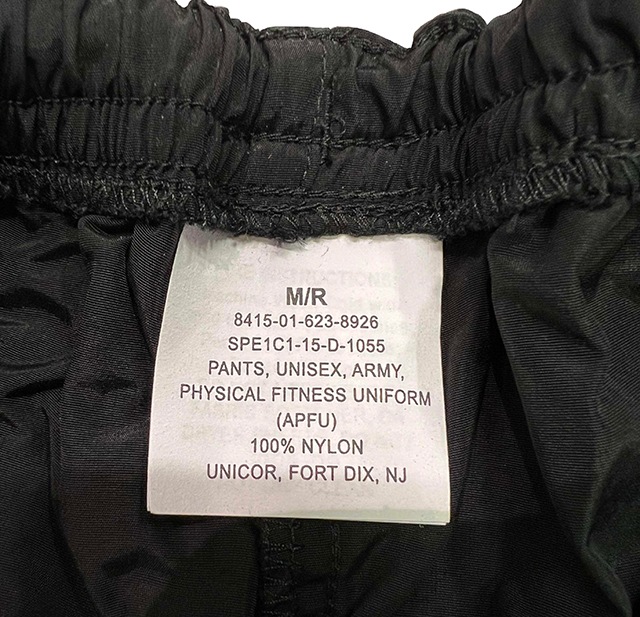 M/R
8415-01-623-8926
SPE1C1-15-D-1055
PANTS, UNISEX, ARMY,
PHYSICAL FITNESS UNIFORM
(APFU)
100% NYLON
UNICOR, FORT DIX, NJ